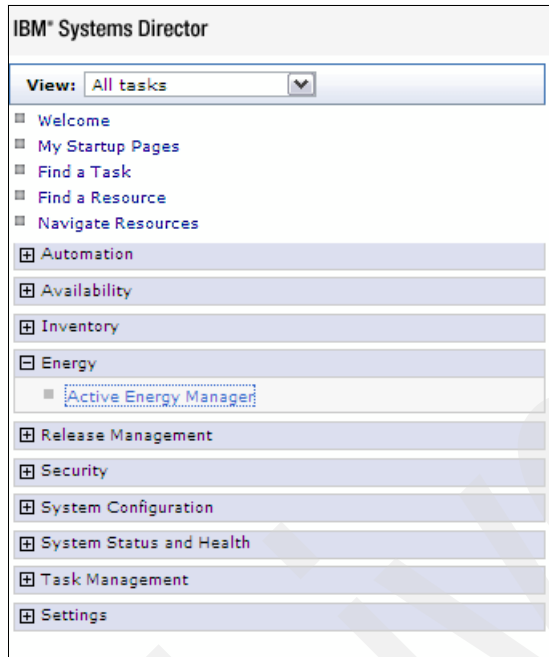 IBM® Systems Director
View: All tasks
Welcome
My Startup Pages
Find a Task
Find a Resource
Navigate Resources
Automation
Availability
Inventory
Energy
Active Energy Manager
Release Management
Security
System Configuration
System Status and Health
Task Management
Settings